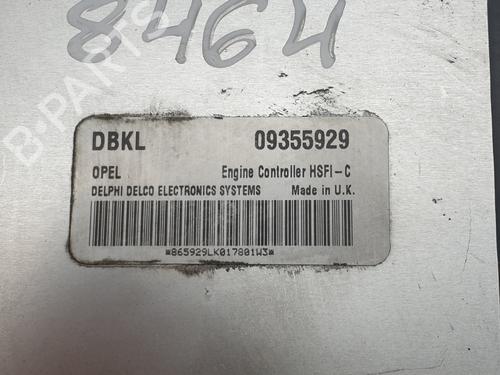 8464
DBKL 09355929
OPEL Engine Controller HSFI-C
DELPHI DELCO ELECTRONICS SYSTEMS Made in U.K.
*865929LK017801W3*
B-PARTS